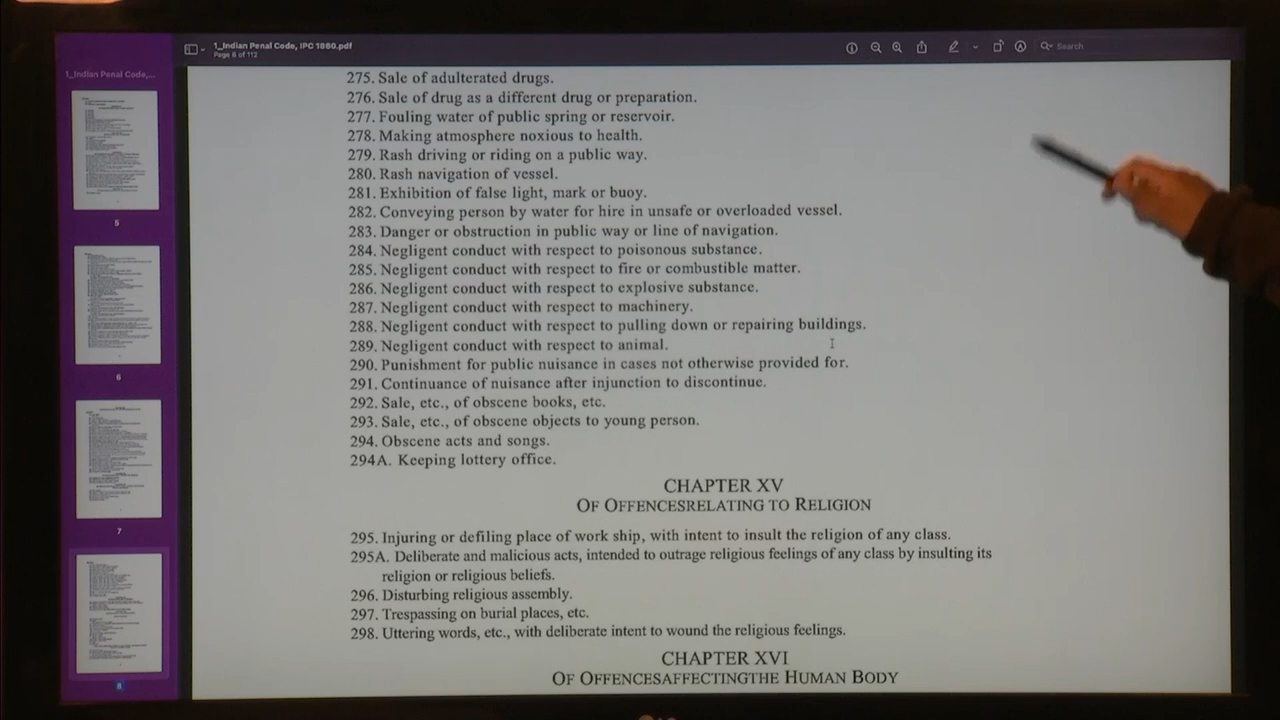 1_Indian Penal Code, IPC 1860.pdf
Page 8 of 112
Search
1_Indian Penal Code,...
5
6
7
8
275. Sale of adulterated drugs.
276. Sale of drug as a different drug or preparation.
277. Fouling water of public spring or reservoir.
278. Making atmosphere noxious to health.
279. Rash driving or riding on a public way.
280. Rash navigation of vessel.
281. Exhibition of false light, mark or buoy.
282. Conveying person by water for hire in unsafe or overloaded vessel.
283. Danger or obstruction in public way or line of navigation.
284. Negligent conduct with respect to poisonous substance.
285. Negligent conduct with respect to fire or combustible matter.
286. Negligent conduct with respect to explosive substance.
287. Negligent conduct with respect to machinery.
288. Negligent conduct with respect to pulling down or repairing buildings.
289. Negligent conduct with respect to animal.
290. Punishment for public nuisance in cases not otherwise provided for.
291. Continuance of nuisance after injunction to discontinue.
292. Sale, etc., of obscene books, etc.
293. Sale, etc., of obscene objects to young person.
294. Obscene acts and songs.
294A. Keeping lottery office.
CHAPTER XV
OF OFFENCESRELATING TO RELIGION
295. Injuring or defiling place of work ship, with intent to insult the religion of any class.
295A. Deliberate and malicious acts, intended to outrage religious feelings of any class by insulting its
religion or religious beliefs.
296. Disturbing religious assembly.
297. Trespassing on burial places, etc.
298. Uttering words, etc., with deliberate intent to wound the religious feelings.
CHAPTER XVI
OF OFFENCESAFFECTINGTHE HUMAN BODY